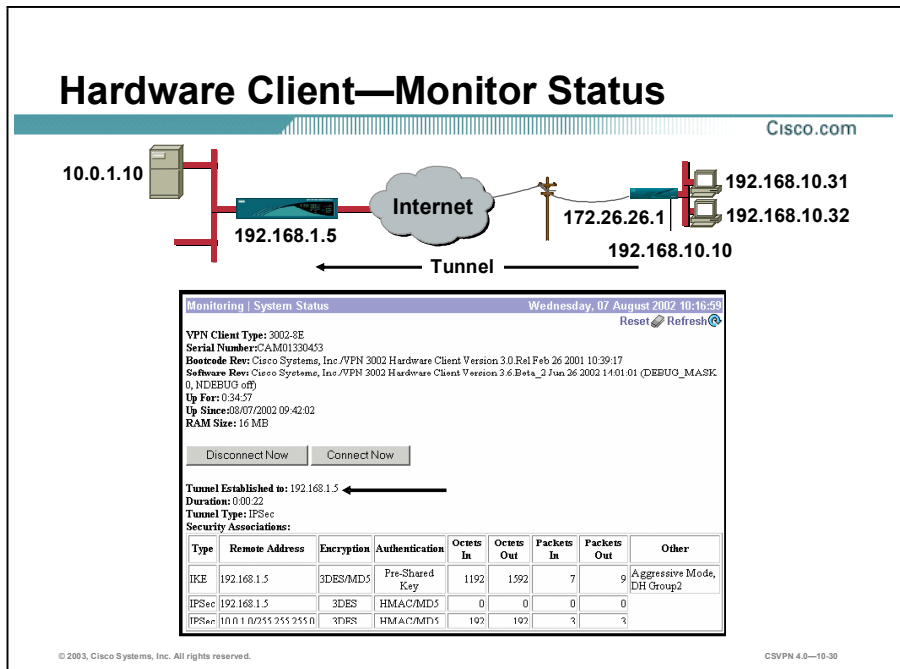 Hardware Client—Monitor Status
Cisco.com
10.0.1.10
192.168.1.5
Internet
172.26.26.1
192.168.10.31
192.168.10.32
192.168.10.10
Tunnel
Monitoring | System Status
Wednesday, 07 August 2002 10:16:59
Reset Refresh
VPN Client Type: 3002-8E
Serial Number:CAM01330453
Bootcode Rev: Cisco Systems, Inc./VPN 3002 Hardware Client Version 3.0.Rel Feb 26 2001 10:39:17
Software Rev: Cisco Systems, Inc./VPN 3002 Hardware Client Version 3.6.Beta_2 Jun 26 2002 14:01:01 (DEBUG_MASK
0, NDEBUG off)
Up For: 0:34:57
Up Since:08/07/2002 09:42:02
RAM Size: 16 MB
Disconnect Now Connect Now
Tunnel Established to: 192.168.1.5
Duration: 0:00:22
Tunnel Type: IPSec
Security Associations:
Type Remote Address Encryption Authentication Octets In Octets Out Packets In Packets Out Other
IKE 192.168.1.5 3DES/MD5 Pre-Shared Key 1192 1592 7 9 Aggressive Mode, DH Group2
IPSec 192.168.1.5 3DES HMAC/MD5 0 0 0 0
IPSec 10.0.1.0/255.255.255.0 3DES HMAC/MD5 192 192 3 3
© 2003, Cisco Systems, Inc. All rights reserved.
CSVPN 4.0—10-30